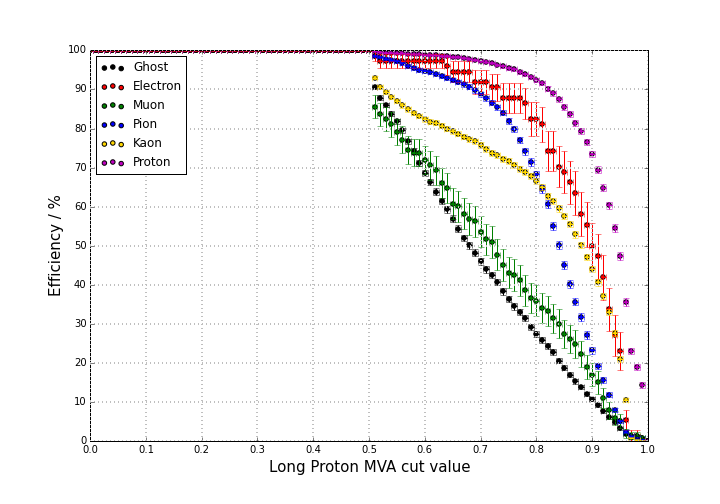 100
90
80
70
60
50
40
30
20
10
0
Efficiency / %
Ghost
Electron
Muon
Pion
Kaon
Proton
0.0 0.1 0.2 0.3 0.4 0.5 0.6 0.7 0.8 0.9 1.0
Long Proton MVA cut value